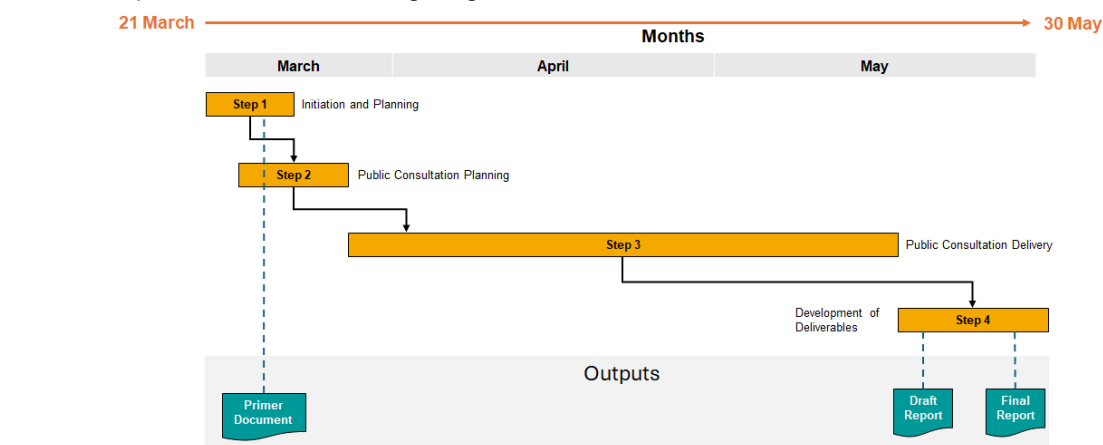 21 March
30 May
Months
March
April
May
Step 1
Initiation and Planning
Step 2
Public Consultation Planning
Step 3
Public Consultation Delivery
Development of
Deliverables
Step 4
Outputs
Primer
Document
Draft
Report
Final
Report